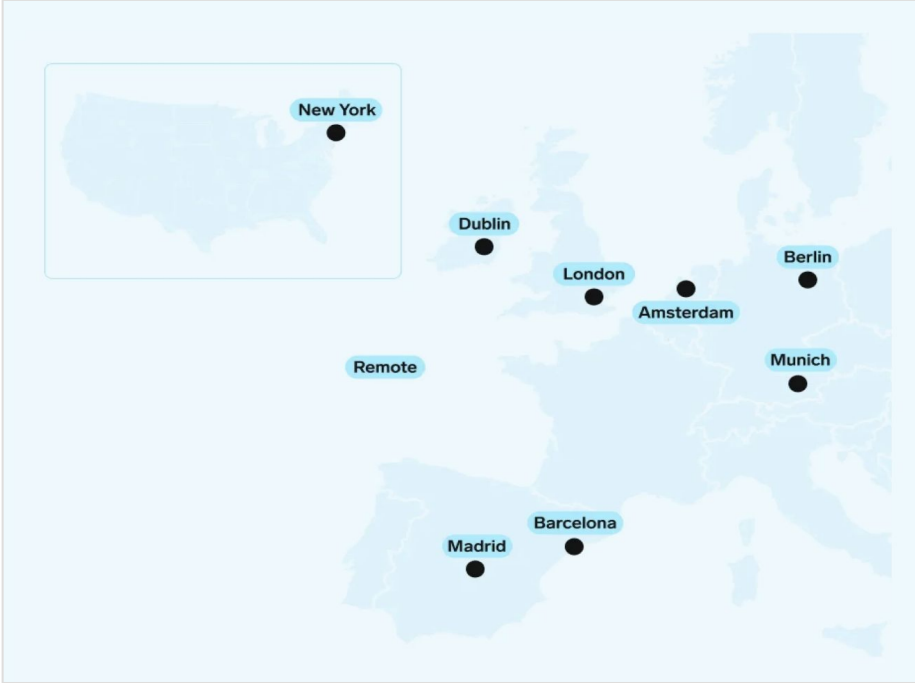 New York
Dublin
London
Berlin
Amsterdam
Munich
Remote
Barcelona
Madrid